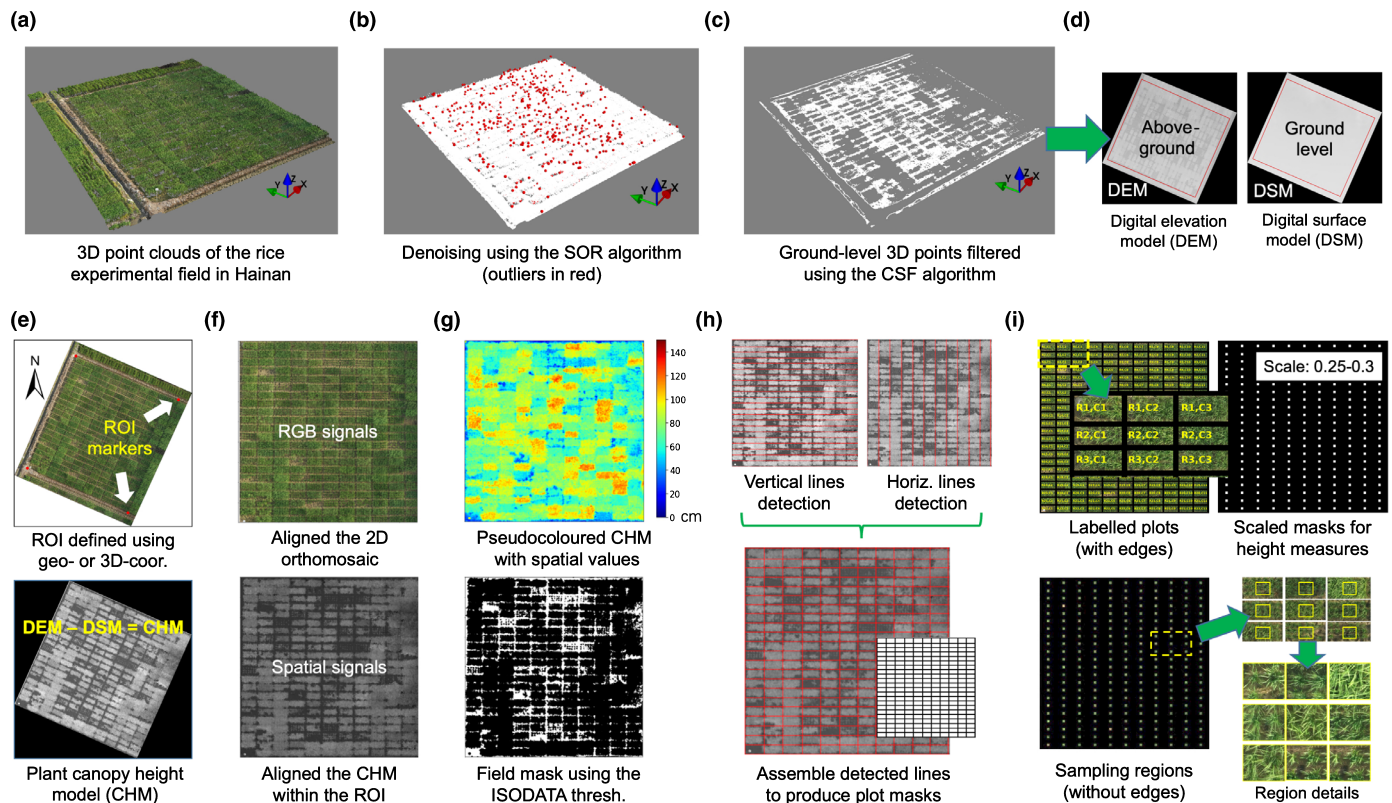 (a)
(b)
(c)
(d)
Y
Z
X
Y
Z
X
Y
Z
X
Above-
ground
DEM
Ground
level
DSM
3D point clouds of the rice
experimental field in Hainan
Denoising using the SOR algorithm
(outliers in red)
Ground-level 3D points filtered
using the CSF algorithm
Digital elevation
model (DEM)
Digital surface
model (DSM)
(e)
(f)
(g)
(h)
(i)
N
ROI
markers
ROI defined using
geo- or 3D-coor.
DEM – DSM = CHM
Plant canopy height
model (CHM)
RGB signals
Aligned the 2D
orthomosaic
Spatial signals
Aligned the CHM
within the ROI
140
120
100
80
60
40
20
0
cm
Pseudocoloured CHM
with spatial values
Field mask using the
ISODATA thresh.
Vertical lines
detection
Horiz. lines
detection
Assemble detected lines
to produce plot masks
R1,C1
R1,C2
R1,C3
R2,C1
R2,C2
R2,C3
R3,C1
R3,C2
R3,C3
Labelled plots
(with edges)
Scale: 0.25-0.3
Scaled masks for
height measures
Sampling regions
(without edges)
Region details